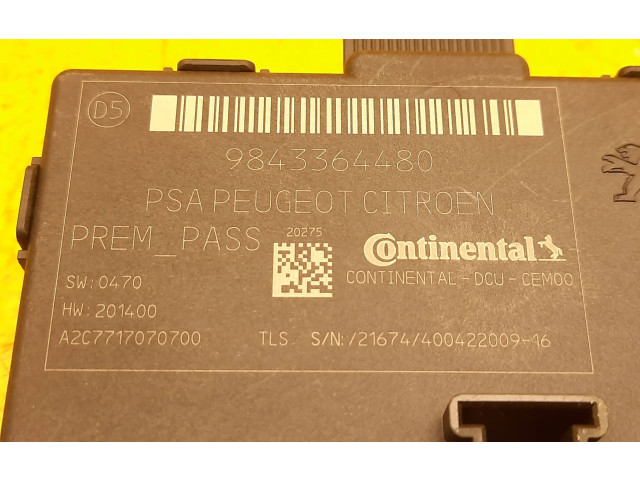 D5
9843364480
PSA PEUGEOT CITROEN
PREM_PASS
20275
Continental
CONTINENTAL-DCU-CEM00
SW:0470
HW:201400
A2C7717070700 TLS S/N:/21674/400422009-16